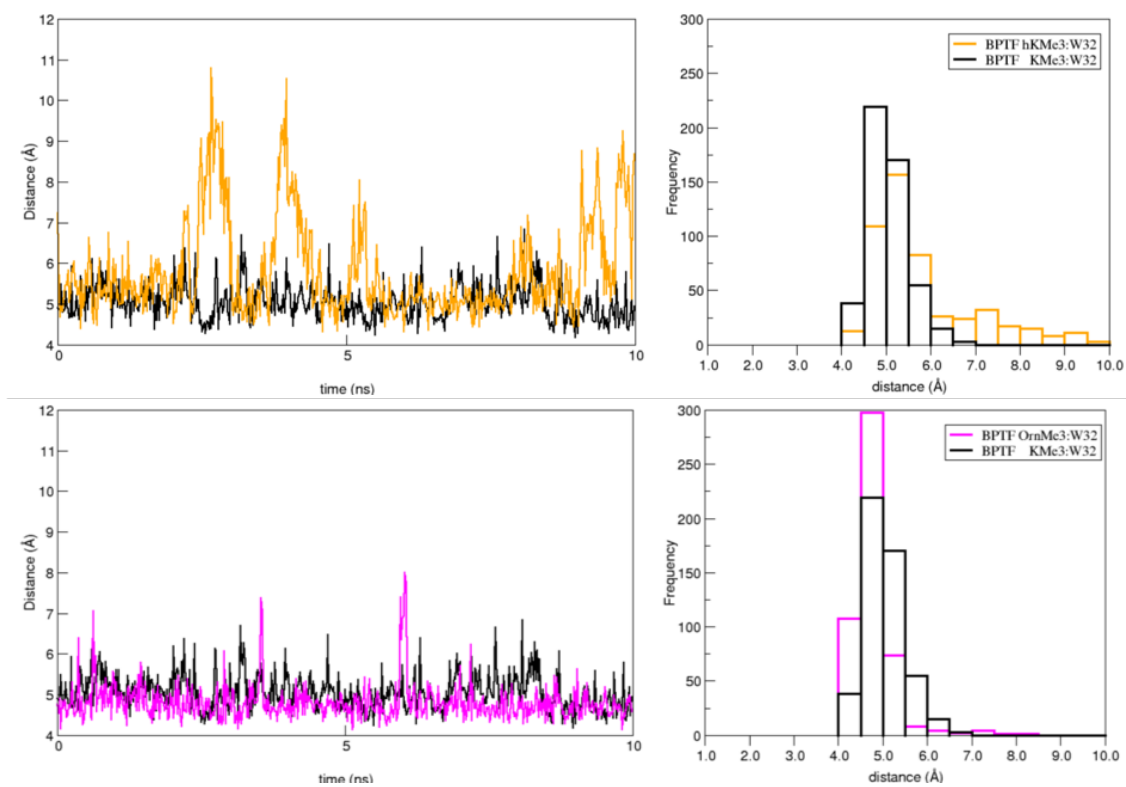 12
11
10
9
8
7
6
5
4
Distance (Å)
0
5
10
time (ns)
300
250
200
150
100
50
0
Frequency
BPTF hKMe3:W32
BPTF KMe3:W32
1.0 2.0 3.0 4.0 5.0 6.0 7.0 8.0 9.0 10.0
distance (Å)
12
11
10
9
8
7
6
5
4
Distance (Å)
0
5
10
time (ns)
300
250
200
150
100
50
0
Frequency
BPTF OrnMe3:W32
BPTF KMe3:W32
1.0 2.0 3.0 4.0 5.0 6.0 7.0 8.0 9.0 10.0
distance (Å)